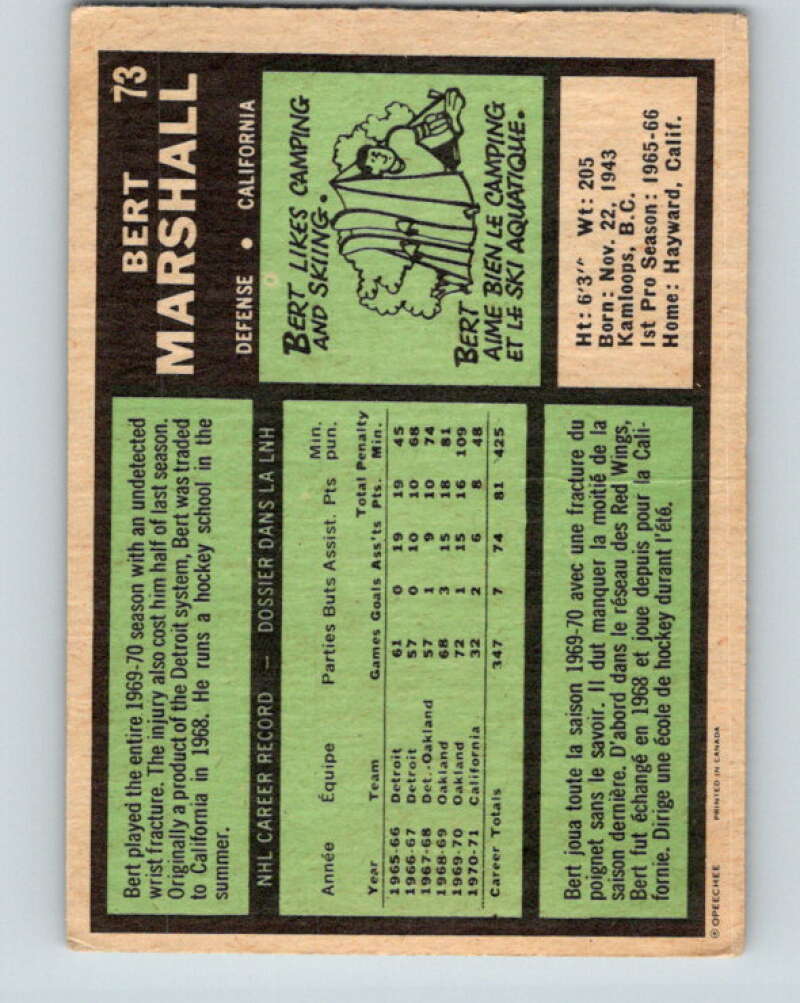 Bert played the entire 1969-70 season with an undetected
wrist fracture. The injury also cost him half of last season.
Originally a product of the Detroit system, Bert was traded
to California in 1968. He runs a hockey school in the
summer.
BERT 73
MARSHALL
DEFENSE • CALIFORNIA
NHL CAREER RECORD — DOSSIER DANS LA LNH
Année Équipe Parties Buts Assist. Pts Min. pun.
Total Penalty
Year Team Games Goals Ass'ts Pts. Min.
1965-66 Detroit 61 0 19 19 45
1966-67 Detroit 57 0 10 10 68
1967-68 Det.-Oakland 57 1 9 10 74
1968-69 Oakland 68 3 15 18 81
1969-70 Oakland 72 1 15 16 109
1970-71 California 32 2 6 8 48
Career Totals 347 7 74 81 425
BERT LIKES CAMPING
AND SKIING.
BERT
AIME BIEN LE CAMPING
ET LE SKI AQUATIQUE.
Bert joua toute la saison 1969-70 avec une fracture du
poignet sans le savoir. Il dut manquer la moitié de la
saison dernière. D'abord dans le réseau des Red Wings,
Bert fut échangé en 1968 et joue depuis pour la Cali-
fornie. Dirige une école de hockey durant l'été.
Ht: 6'3" Wt: 205
Born: Nov. 22, 1943
Kamloops, B.C.
1st Pro Season: 1965-66
Home: Hayward, Calif.
© OPEECHEE PRINTED IN CANADA